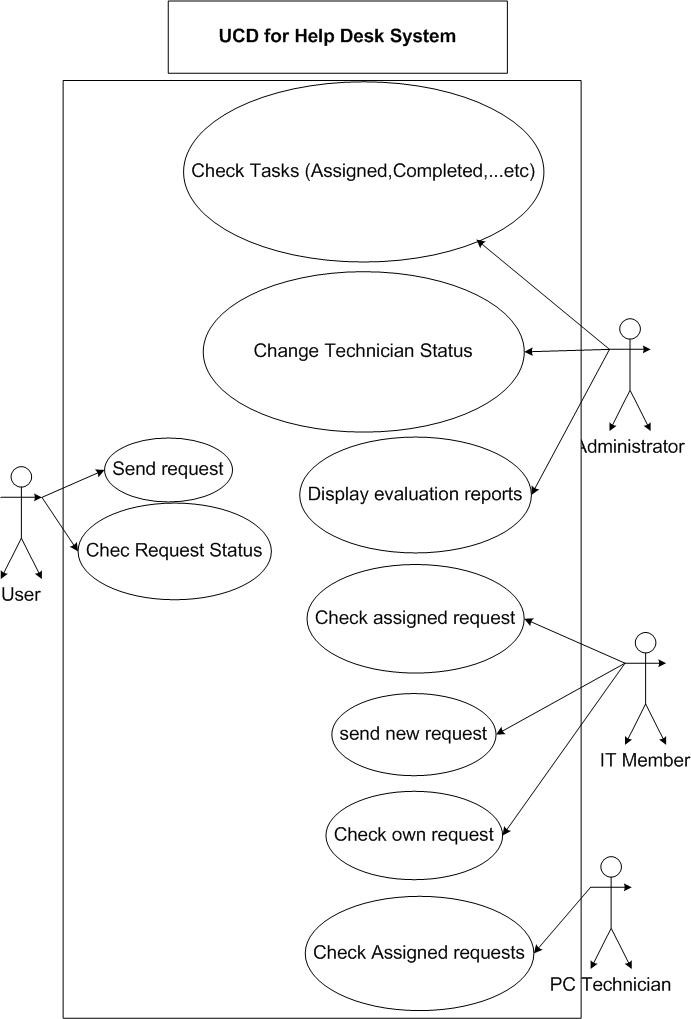 UCD for Help Desk System
Check Tasks (Assigned,Completed,...etc)
Change Technician Status
Administrator
Send request
Display evaluation reports
Chec Request Status
User
Check assigned request
send new request
IT Member
Check own request
Check Assigned requests
PC Technician